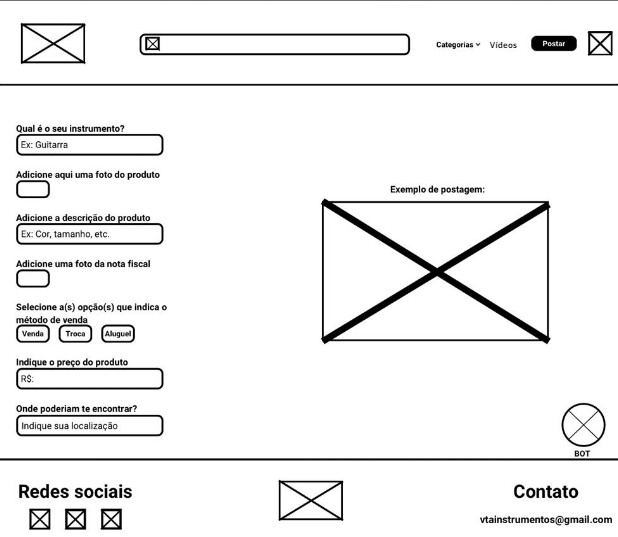 Categorias
Vídeos
Postar
Qual é o seu instrumento?
Ex: Guitarra
Adicione aqui uma foto do produto
Adicione a descrição do produto
Ex: Cor, tamanho, etc.
Adicione uma foto da nota fiscal
Selecione a(s) opção(s) que indica o
método de venda
Venda
Troca
Aluguel
Indique o preço do produto
R$:
Onde poderiam te encontrar?
Indique sua localização
Exemplo de postagem:
BOT
Redes sociais
Contato
vtainstrumentos@gmail.com